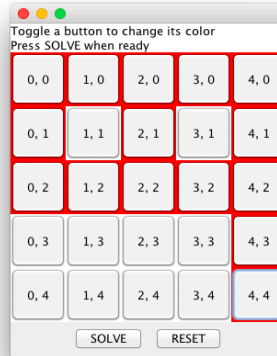 Toggle a button to change its color
Press SOLVE when ready
0, 0 1, 0 2, 0 3, 0 4, 0
0, 1 1, 1 2, 1 3, 1 4, 1
0, 2 1, 2 2, 2 3, 2 4, 2
0, 3 1, 3 2, 3 3, 3 4, 3
0, 4 1, 4 2, 4 3, 4 4, 4
SOLVE RESET